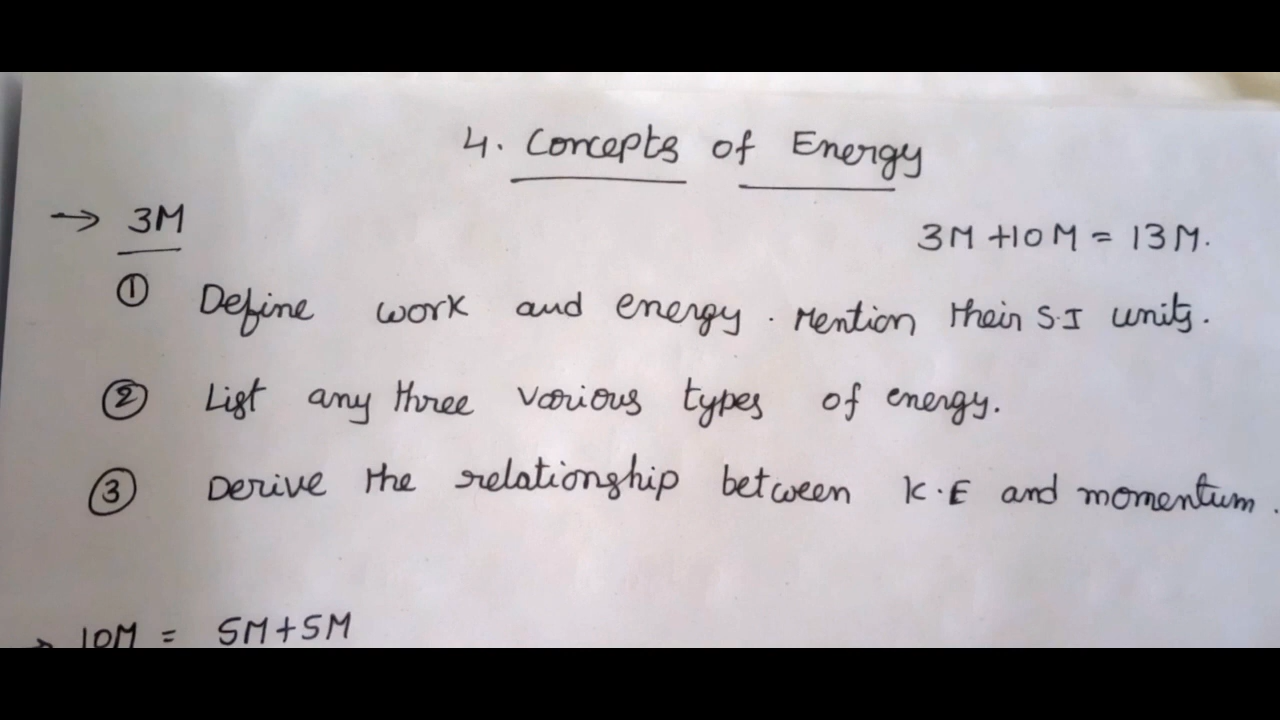 4. Concepts of Energy
→ 3M
3M + 10M = 13M.
① Define work and energy. Mention their S.I units.
② List any three various types of energy.
③ Derive the relationship between K.E and momentum.
→ 10M = 5M + 5M